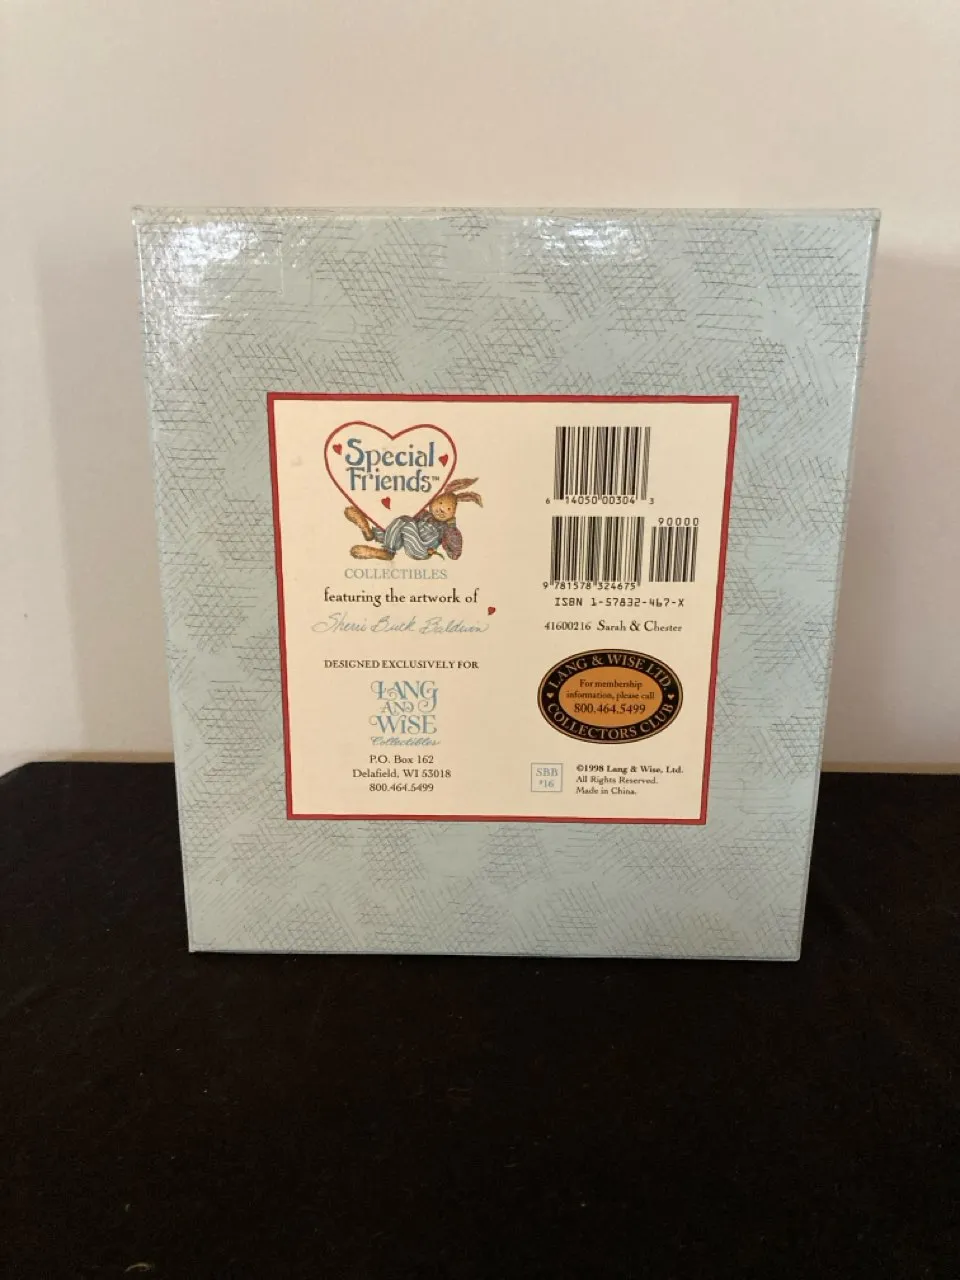 Special
Friends™
COLLECTIBLES
featuring the artwork of
Sheri Buck Baldwin
DESIGNED EXCLUSIVELY FOR
LANG
AND
WISE
Collectibles
P.O. Box 162
Delafield, WI 53018
800.464.5499
6 14050 00304 3
90000
9 781578 324675
ISBN 1-57832-467-X
41600216 Sarah & Chester
LANG & WISE LTD.
For membership
information, please call
800.464.5499
COLLECTORS CLUB
SBB
#16
©1998 Lang & Wise, Ltd.
All Rights Reserved.
Made in China.